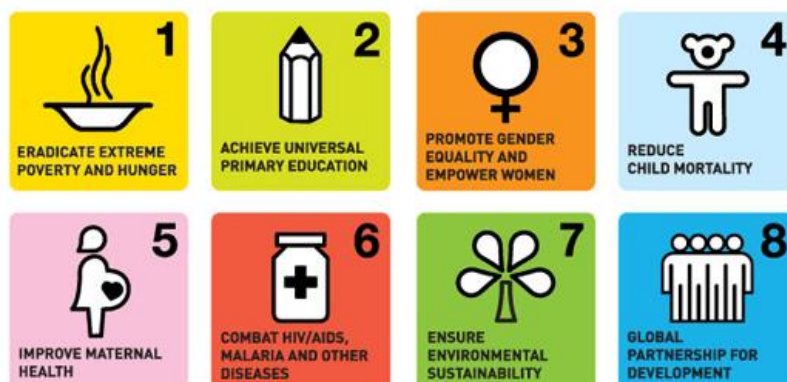 1
ERADICATE EXTREME
POVERTY AND HUNGER
2
ACHIEVE UNIVERSAL
PRIMARY EDUCATION
3
PROMOTE GENDER
EQUALITY AND
EMPOWER WOMEN
4
REDUCE
CHILD MORTALITY
5
IMPROVE MATERNAL
HEALTH
6
COMBAT HIV/AIDS,
MALARIA AND OTHER
DISEASES
7
ENSURE
ENVIRONMENTAL
SUSTAINABILITY
8
GLOBAL
PARTNERSHIP FOR
DEVELOPMENT